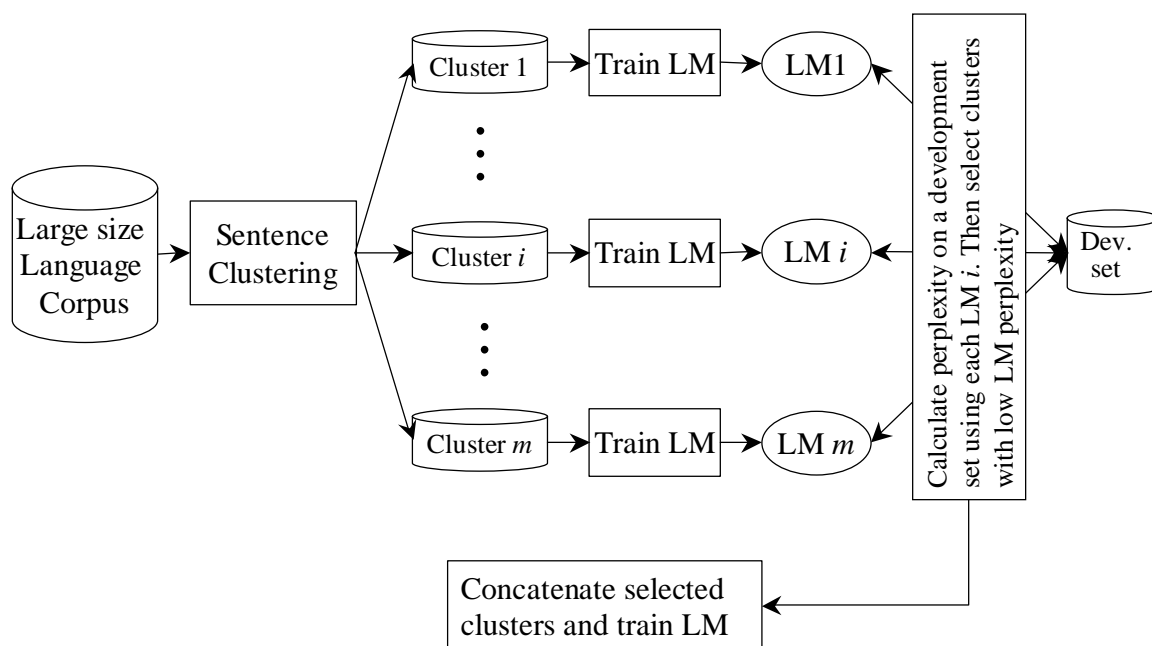 Large size
Language
Corpus
Sentence
Clustering
Cluster 1
Train LM
LM1
Cluster i
Train LM
LM i
Cluster m
Train LM
LM m
Calculate perplexity on a development
set using each LM i. Then select clusters
with low LM perplexity
Dev.
set
Concatenate selected
clusters and train LM